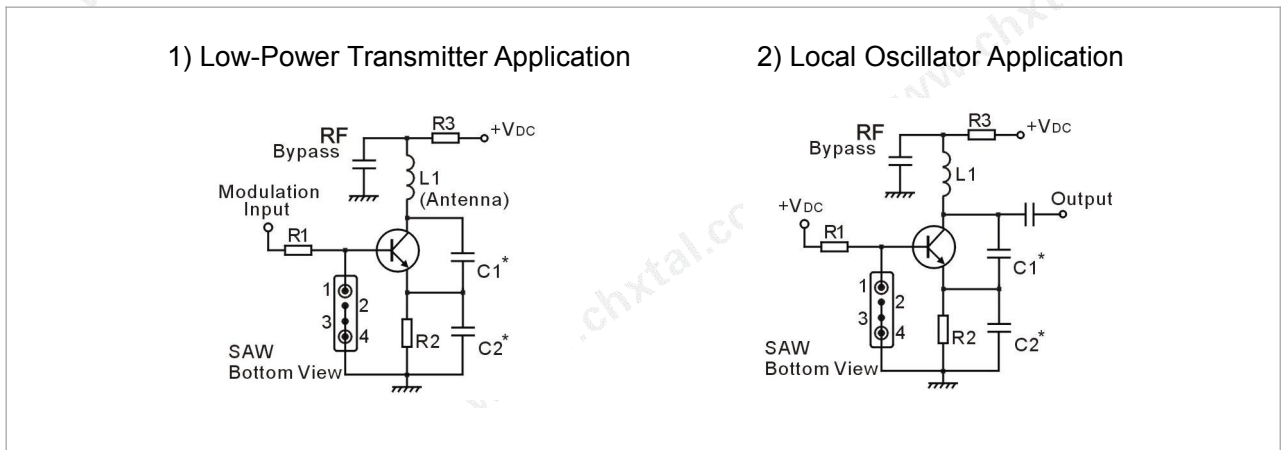 1) Low-Power Transmitter Application
RF
Bypass
R3
+VDC
L1
(Antenna)
Modulation
Input
R1
C1*
1
2
3
4
R2
C2*
SAW
Bottom View
2) Local Oscillator Application
RF
Bypass
R3
+VDC
L1
+VDC
Output
R1
C1*
1
2
3
4
R2
C2*
SAW
Bottom View